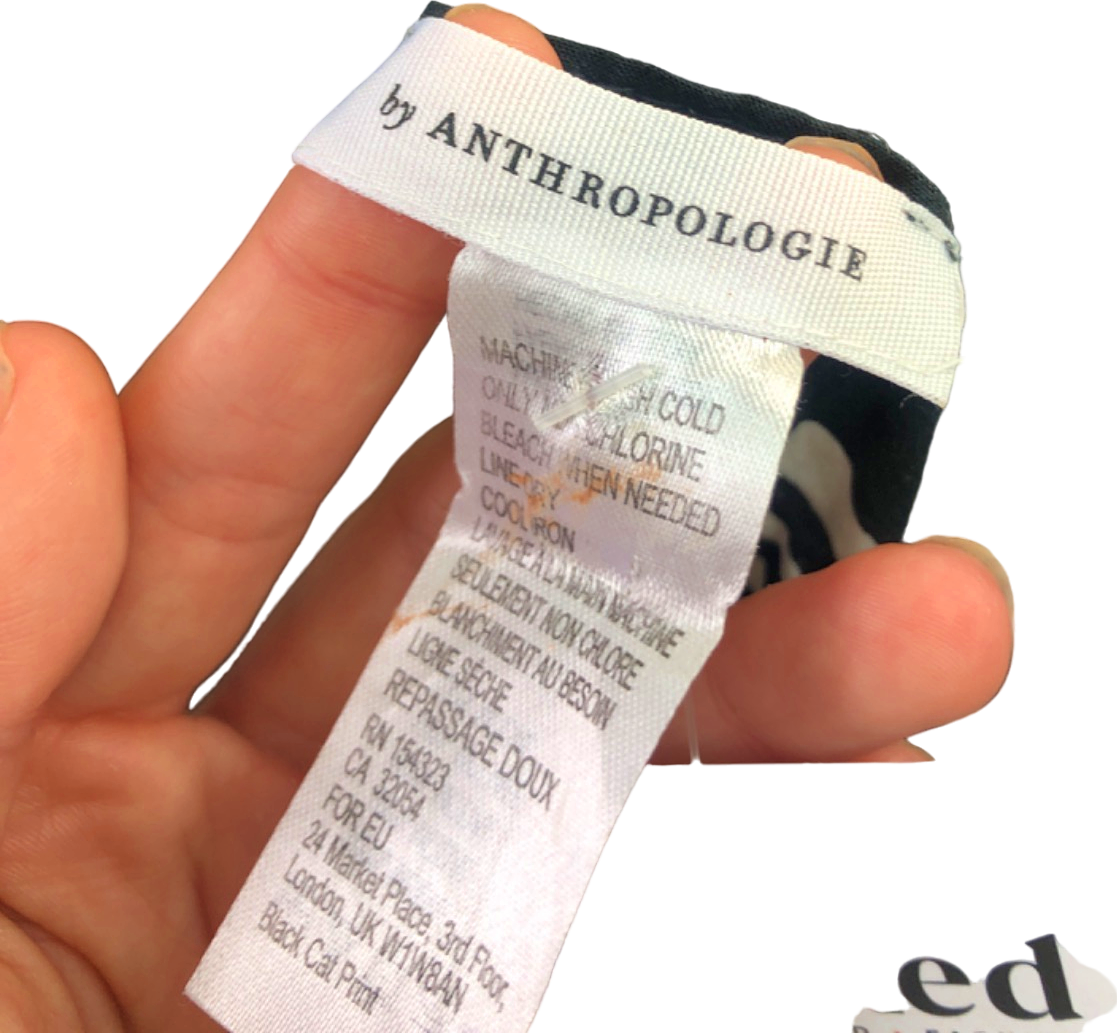 by ANTHROPOLOGIE
MACHINE WASH COLD
ONLY CHLORINE
BLEACH WHEN NEEDED
LINE DRY
COOL IRON
LAVAGE A LA MAIN MACHINE
SEULEMENT NON CHLORE
BLANCHIMENT AU BESOIN
LIGNE SÈCHE
REPASSAGE DOUX
RN 154323
CA 32054
FOR EU
24 Market Place, 3rd Floor,
London, UK W1W8AN
Black Cat Print
ed